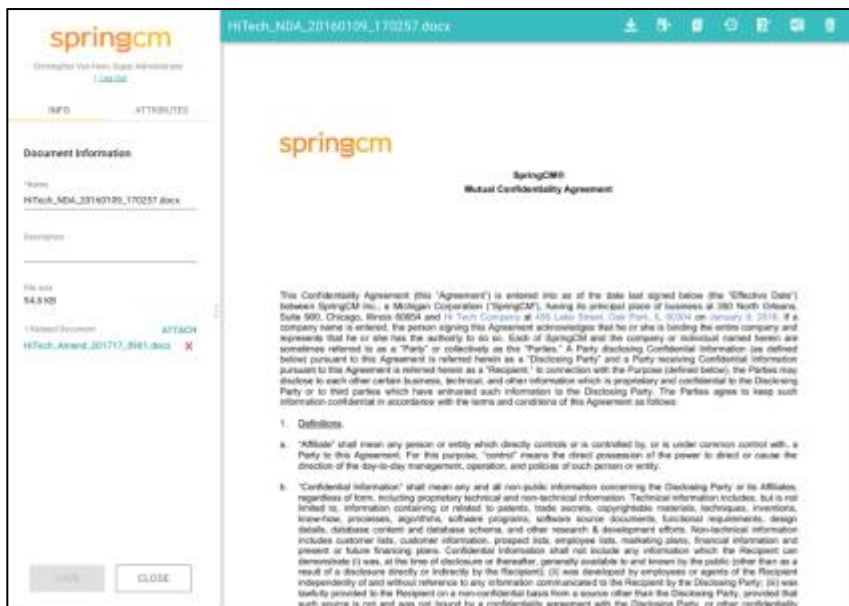 springcm
Christopher Van Horn, Super Administrator
| Log Out
INFO
ATTRIBUTES
Document Information
*Name
HiTech_NDA_20160109_170257.docx
Description
File size
94.8 KB
1 Related Document
ATTACH
HiTech_Amend_201717_0961.docx X
SAVE
CLOSE
HiTech_NDA_20160109_170257.docx
springcm
SpringCM®
Mutual Confidentiality Agreement
This Confidentiality Agreement (this "Agreement") is entered into as of the date last signed below (the "Effective Date")
between SpringCM Inc., a Michigan Corporation ("SpringCM"), having its principal place of business at 350 North Orleans,
Suite 900, Chicago, Illinois 60654 and Hi Tech Company at 456 Lake Street, Oak Park, IL 60304 on January 9, 2016. If a
company name is entered, the person signing this Agreement acknowledges that he or she is binding the entire company and
represents that he or she has the authority to do so. Each of SpringCM and the company or individual named herein are
sometimes referred to as a "Party" or collectively as the "Parties." A Party disclosing Confidential Information (as defined
below) pursuant to this Agreement is referred herein as a "Disclosing Party" and a Party receiving Confidential Information
pursuant to this Agreement is referred herein as a "Recipient." In connection with the Purpose (defined below), the Parties may
disclose to each other certain business, technical, and other information which is proprietary and confidential to the Disclosing
Party or to third parties which have entrusted such information to the Disclosing Party. The Parties agree to keep such
information confidential in accordance with the terms and conditions of this Agreement as follows:
1. Definitions.
a. "Affiliate" shall mean any person or entity which directly controls or is controlled by, or is under common control with, a
Party to this Agreement. For this purpose, "control" means the direct possession of the power to direct or cause the
direction of the day-to-day management, operation, and policies of such person or entity.
b. "Confidential Information" shall mean any and all non-public information concerning the Disclosing Party or its Affiliates,
regardless of form, including proprietary technical and non-technical information. Technical information includes, but is not
limited to, information containing or related to patents, trade secrets, copyrightable materials, techniques, inventions,
know-how, processes, algorithms, software programs, software source documents, functional requirements, design
details, database content and database schema, and other research & development efforts. Non-technical information
includes customer lists, customer information, prospect lists, employee lists, marketing plans, financial information and
present or future financing plans. Confidential Information shall not include any information which the Recipient can
demonstrate (i) was, at the time of disclosure or thereafter, generally available to and known by the public (other than as a
result of a disclosure directly or indirectly by the Recipient); (ii) was developed by employees or agents of the Recipient
independently of and without reference to any information communicated to the Recipient by the Disclosing Party; (iii) was
lawfully provided to the Recipient on a non-confidential basis from a source other than the Disclosing Party, provided that
such source is not and was not bound by a confidentiality agreement with the Disclosing Party, or other confidentiality